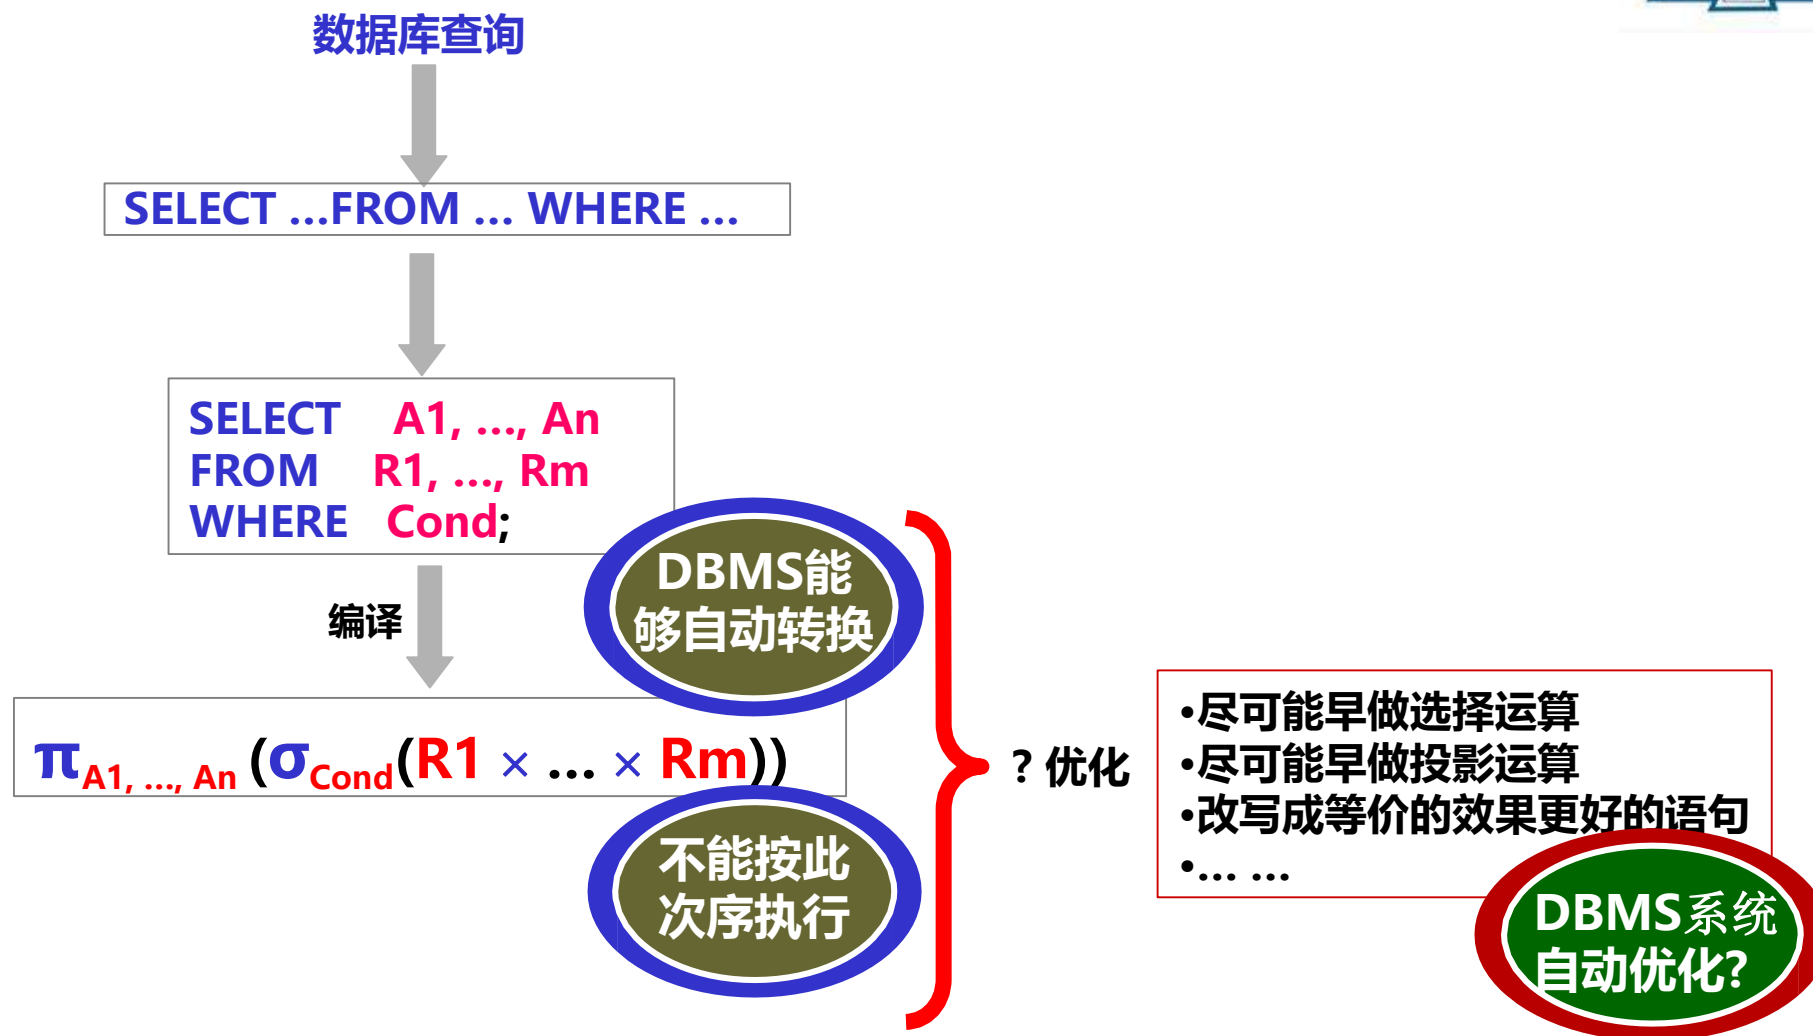 数据库查询
SELECT ...FROM ... WHERE ...
SELECT A1, ..., An
FROM R1, ..., Rm
WHERE Cond;
DBMS能
够自动转换
编译
πA1, ..., An (σCond(R1 × ... × Rm))
不能按此
次序执行
? 优化
•尽可能早做选择运算
•尽可能早做投影运算
•改写成等价的效果更好的语句
•... ...
DBMS系统
自动优化?